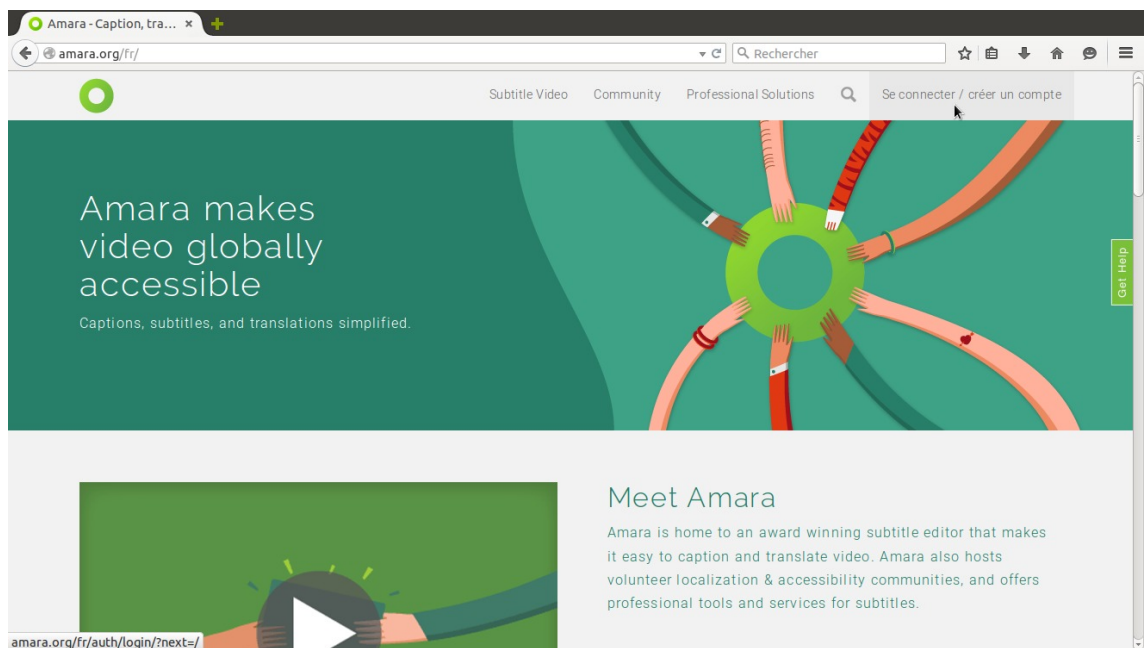 Amara - Caption, tra... ×
amara.org/fr/
Rechercher
Subtitle Video Community Professional Solutions Se connecter / créer un compte
Amara makes
video globally
accessible
Captions, subtitles, and translations simplified.
Get Help
Meet Amara
Amara is home to an award winning subtitle editor that makes
it easy to caption and translate video. Amara also hosts
volunteer localization & accessibility communities, and offers
professional tools and services for subtitles.
amara.org/fr/auth/login/?next=/